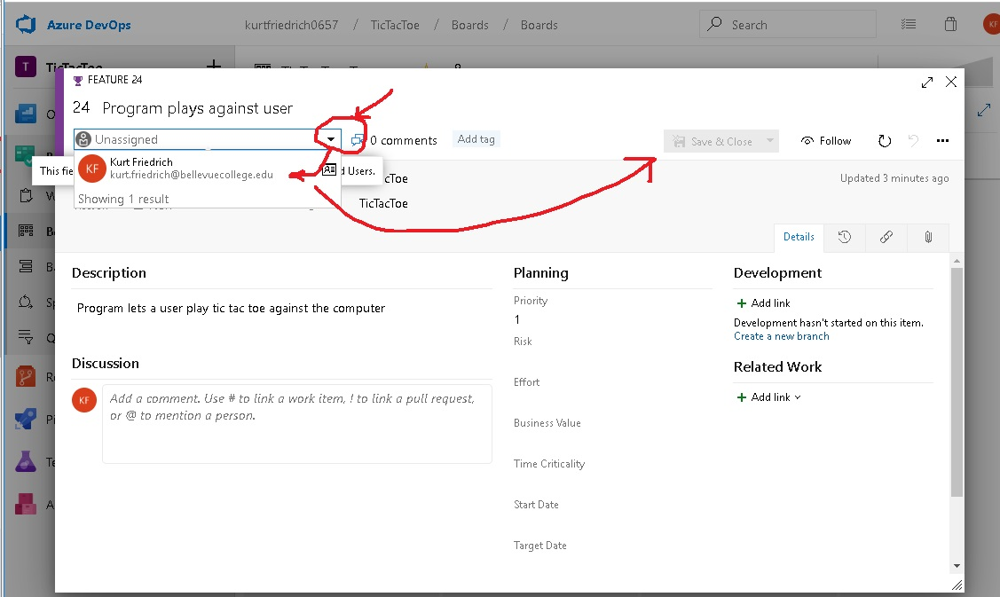 Azure DevOps
kurtfriedrich0657 / TicTacToe / Boards / Boards
Search
KF
T TicTacToe
FEATURE 24
24 Program plays against user
Unassigned
0 comments
Add tag
Save & Close
Follow
KF
Kurt Friedrich
kurt.friedrich@bellevuecollege.edu
Showing 1 result
This fie
d Users.
cToe
TicTacToe
Updated 3 minutes ago
Details
Description
Program lets a user play tic tac toe against the computer
Discussion
KF
Add a comment. Use # to link a work item, ! to link a pull request,
or @ to mention a person.
Planning
Priority
1
Risk
Effort
Business Value
Time Criticality
Start Date
Target Date
Development
Add link
Development hasn't started on this item.
Create a new branch
Related Work
Add link